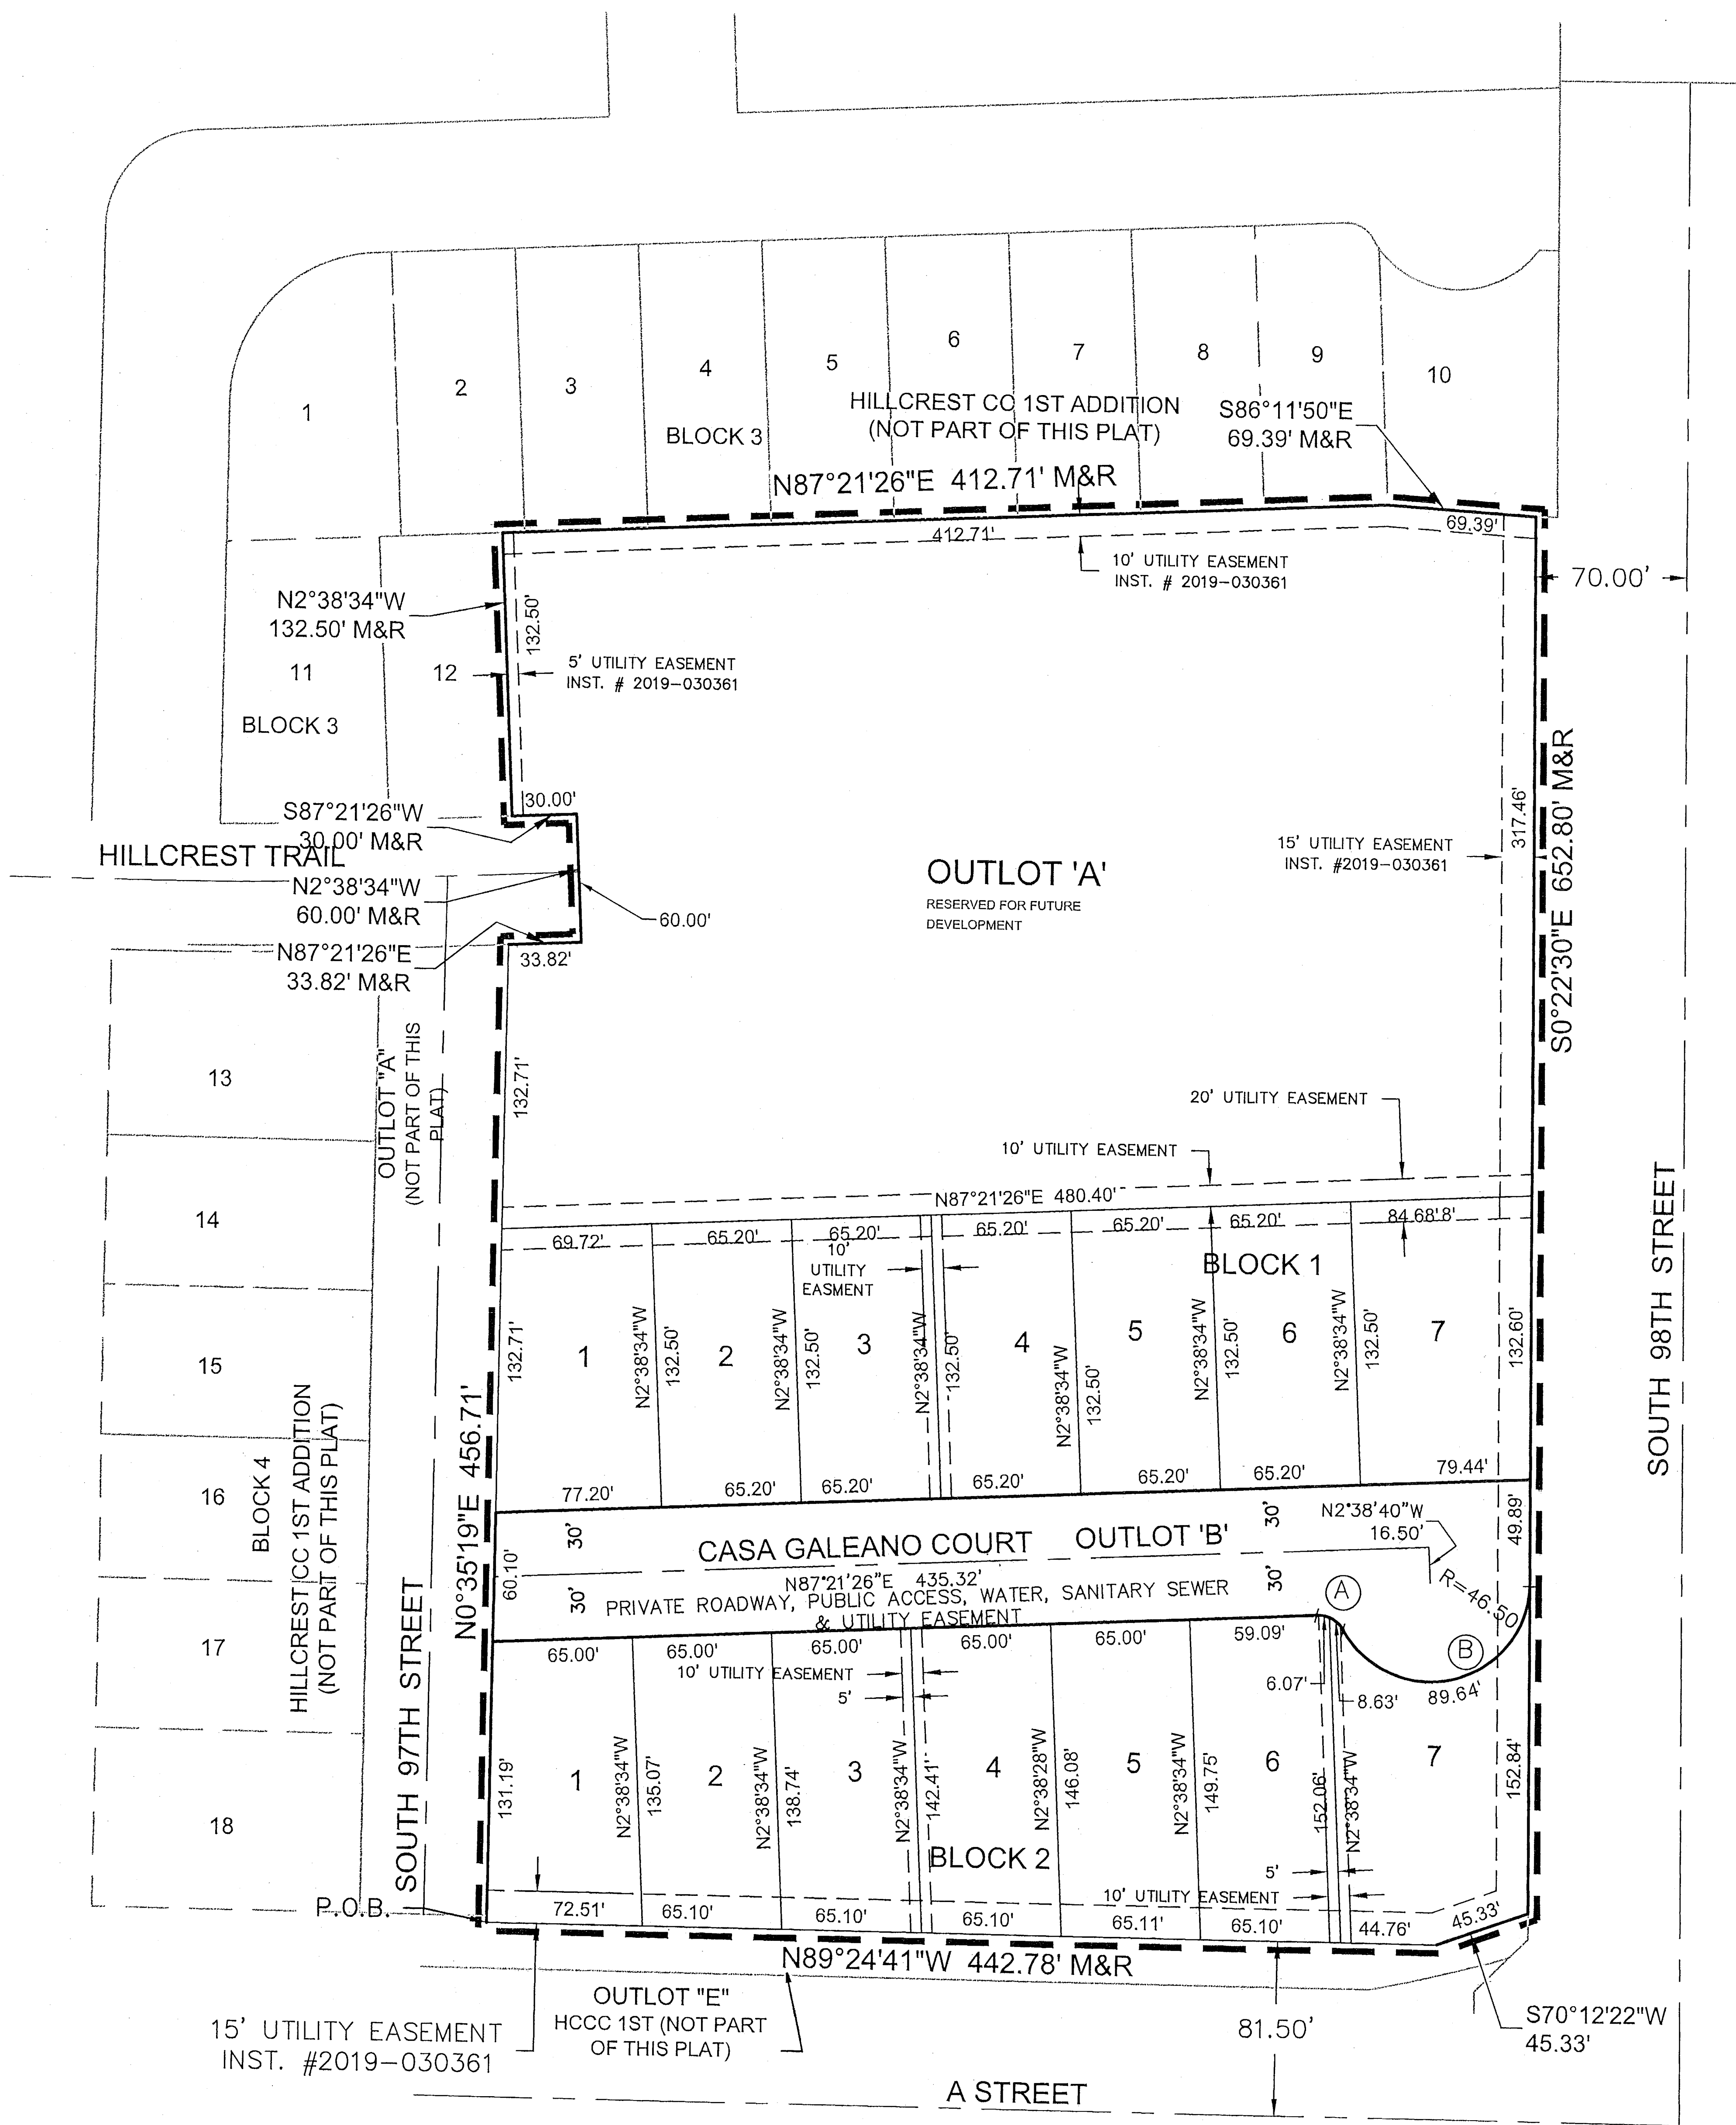 1
2
3
4
5
6
7
8
9
10
BLOCK 3
HILLCREST CC 1ST ADDITION
(NOT PART OF THIS PLAT)
S86°11'50"E
69.39' M&R
N87°21'26"E 412.71' M&R
412.71'
69.39'
10' UTILITY EASEMENT
INST. # 2019-030361
70.00'
N2°38'34"W
132.50' M&R
132.50'
11
12
BLOCK 3
5' UTILITY EASEMENT
INST. # 2019-030361
30.00'
S87°21'26"W
30.00' M&R
HILLCREST TRAIL
N2°38'34"W
60.00' M&R
60.00'
N87°21'26"E
33.82' M&R
33.82'
OUTLOT 'A'
RESERVED FOR FUTURE
DEVELOPMENT
15' UTILITY EASEMENT
INST. #2019-030361
317.46'
S0°22'30"E 652.80' M&R
13
14
15
16
17
18
OUTLOT "A"
(NOT PART OF THIS
PLAT)
132.71'
20' UTILITY EASEMENT
10' UTILITY EASEMENT
N87°21'26"E 480.40'
69.72'
65.20'
65.20'
65.20'
65.20'
65.20'
84.68'8'
10'
UTILITY
EASMENT
BLOCK 1
132.71'
1
N2°38'34"W
132.50'
2
N2°38'34"W
132.50'
3
N2°38'34"W
132.50'
4
N2°38'34"W
132.50'
5
N2°38'34"W
132.50'
6
N2°38'34"W
132.50'
7
132.60'
77.20'
65.20'
65.20'
65.20'
65.20'
65.20'
79.44'
BLOCK 4
HILLCREST CC 1ST ADDITION
(NOT PART OF THIS PLAT)
SOUTH 97TH STREET
N0°35'19"E 456.71'
SOUTH 98TH STREET
60.10'
30'
30'
CASA GALEANO COURT OUTLOT 'B'
30'
30'
N87°21'26"E 435.32'
PRIVATE ROADWAY, PUBLIC ACCESS, WATER, SANITARY SEWER
& UTILITY EASEMENT
N2°38'40"W
16.50'
49.89'
R=46.50
A
B
65.00'
65.00'
65.00'
65.00'
65.00'
59.09'
10' UTILITY EASEMENT
5'
6.07'
8.63'
89.64'
131.19'
1
N2°38'34"W
135.07'
2
N2°38'34"W
138.74'
3
N2°38'34"W
142.41'
4
N2°38'28"W
146.08'
5
N2°38'34"W
149.75'
6
152.06'
N2°38'34"W
7
152.84'
BLOCK 2
5'
10' UTILITY EASEMENT
P.O.B.
72.51'
65.10'
65.10'
65.10'
65.11'
65.10'
44.76'
45.33'
N89°24'41"W 442.78' M&R
OUTLOT "E"
HCCC 1ST (NOT PART
OF THIS PLAT)
15' UTILITY EASEMENT
INST. #2019-030361
81.50'
S70°12'22"W
45.33'
A STREET